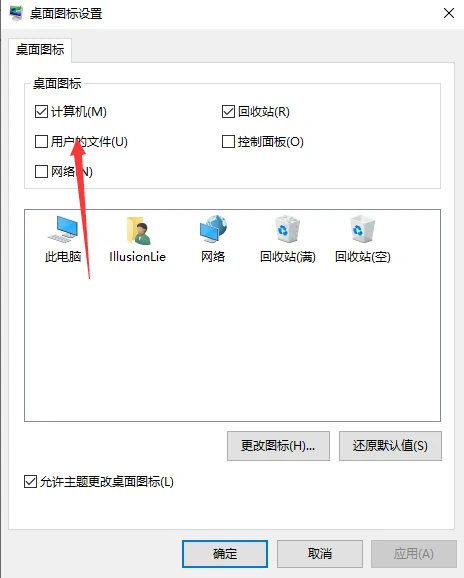 桌面图标设置
桌面图标
桌面图标
计算机(M)
回收站(R)
用户的文件(U)
控制面板(O)
网络(N)
此电脑
IllusionLie
网络
回收站(满)
回收站(空)
更改图标(H)...
还原默认值(S)
允许主题更改桌面图标(L)
确定
取消
应用(A)